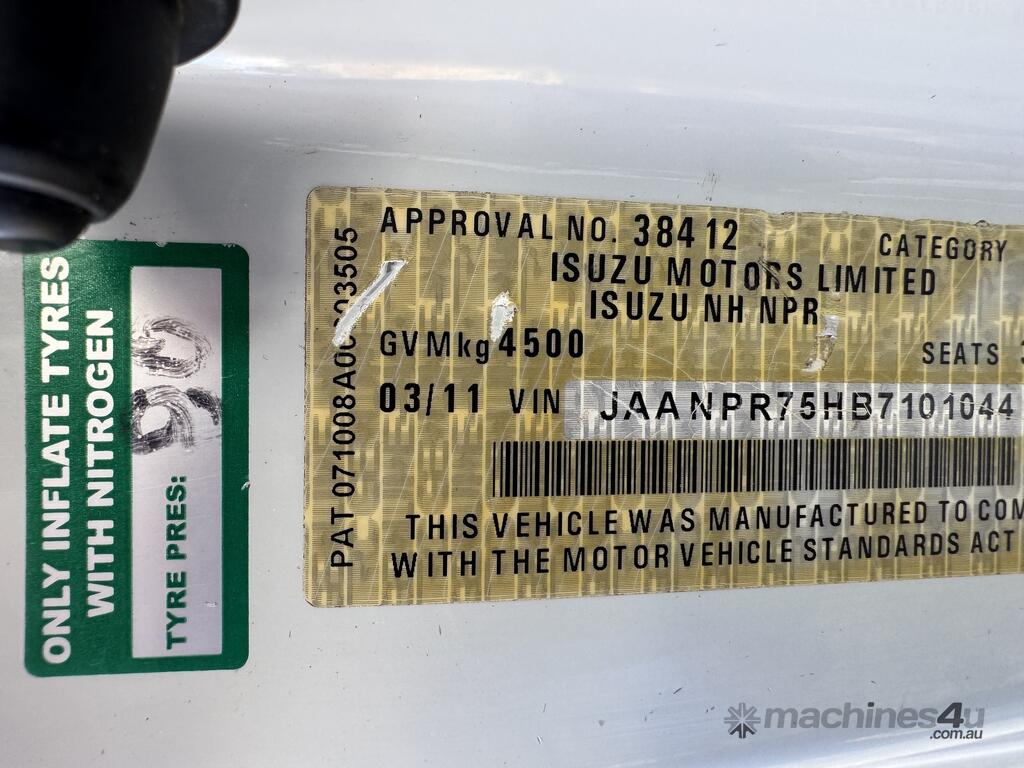 ONLY INFLATE TYRES
WITH NITROGEN
TYRE PRES:
APPROVAL NO. 38412
CATEGORY
ISUZU MOTORS LIMITED
ISUZU NH NPR
GVMkg 4500
SEATS
03/11 VIN JAANPR75HB7101044
THIS VEHICLE WAS MANUFACTURED TO COM
WITH THE MOTOR VEHICLE STANDARDS ACT
machines4u
.com.au